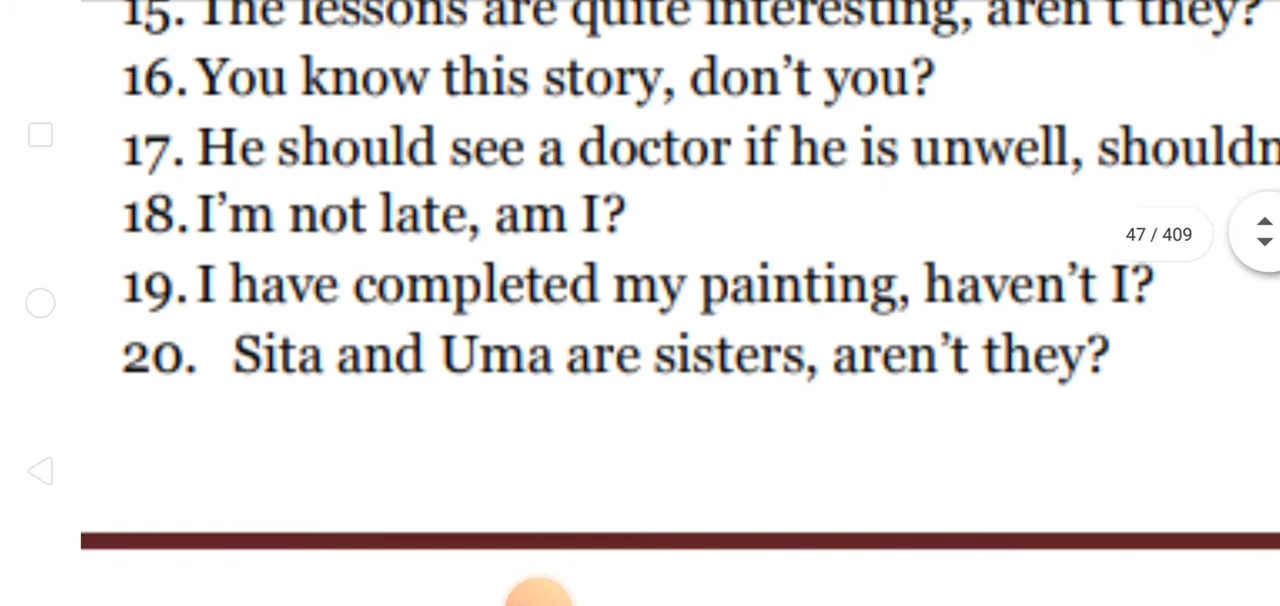 15. The lessons are quite interesting, aren't they?
16. You know this story, don't you?
17. He should see a doctor if he is unwell, shouldn
18. I'm not late, am I?
47 / 409
19. I have completed my painting, haven't I?
20. Sita and Uma are sisters, aren't they?